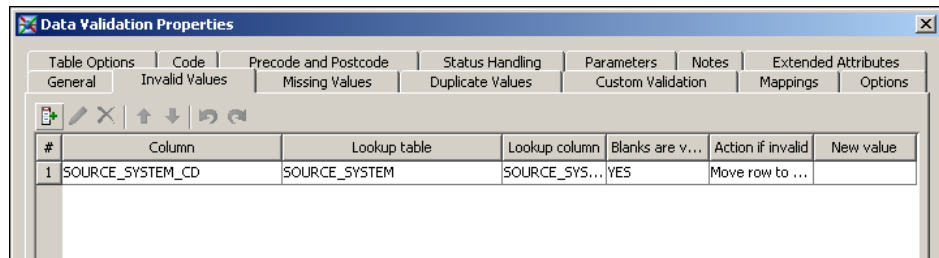 Data Validation Properties
Table Options Code Precode and Postcode Status Handling Parameters Notes Extended Attributes
General Invalid Values Missing Values Duplicate Values Custom Validation Mappings Options
# Column Lookup table Lookup column Blanks are v... Action if invalid New value
1 SOURCE_SYSTEM_CD SOURCE_SYSTEM SOURCE_SYS... YES Move row to ...